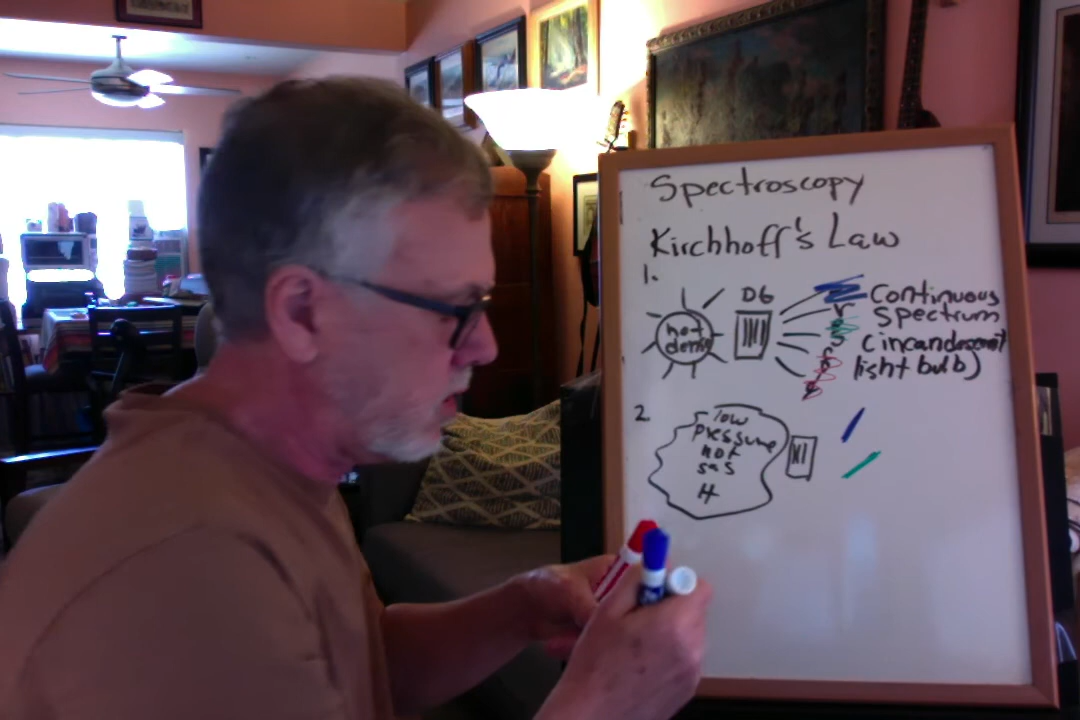 Spectroscopy
Kirchhoff's Law
1.
hot
dense
DG
Continuous
Spectrum
(incandescent
light bulb)
2.
low
pressure
hot
gas
H